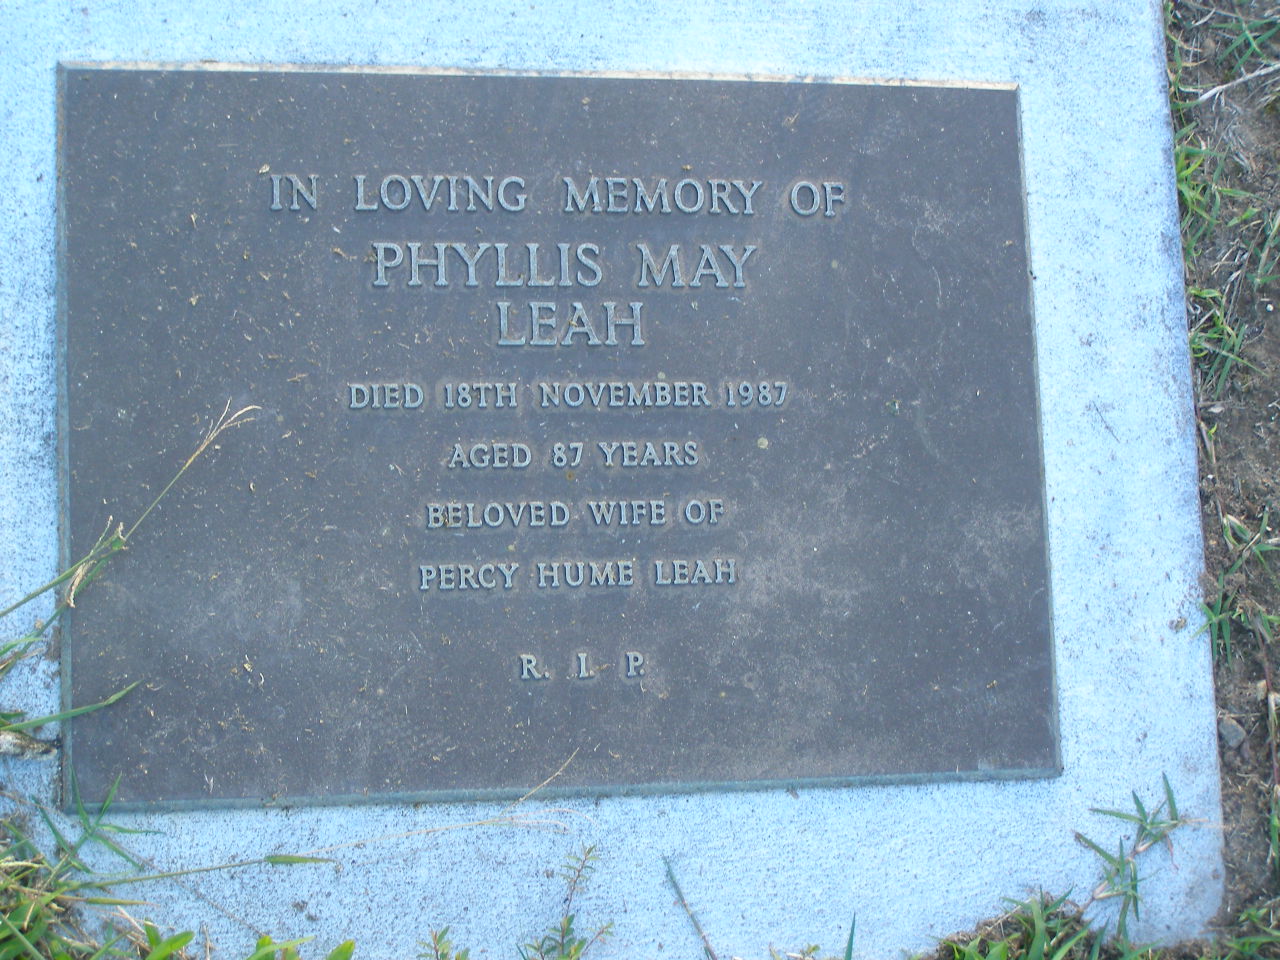 IN LOVING MEMORY OF
PHYLLIS MAY
LEAH
DIED 18TH NOVEMBER 1987
AGED 87 YEARS
BELOVED WIFE OF
PERCY HUME LEAH
R. I. P.